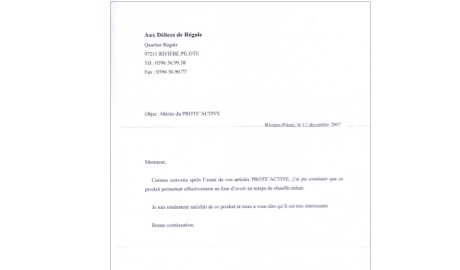 Aux Délices de Régale
Quartier Régale
97211 RIVIERE PILOTE
Tél : 0596 56.99.38
Fax : 0596 56.90.77
Objet : Mérite du PROTE'ACTIVE
Rivière-Pilote, le 12 décembre 2007
Monsieur,
Comme convenu après l'essai de vos articles PROTE'ACTIVE, j'ai pu constater que ce
produit permettait effectivement au four d'avoir un temps de chauffe réduit.
Je suis totalement satisfait de ce produit et tiens à vous dire qu'il est très intéressant.
Bonne continuation